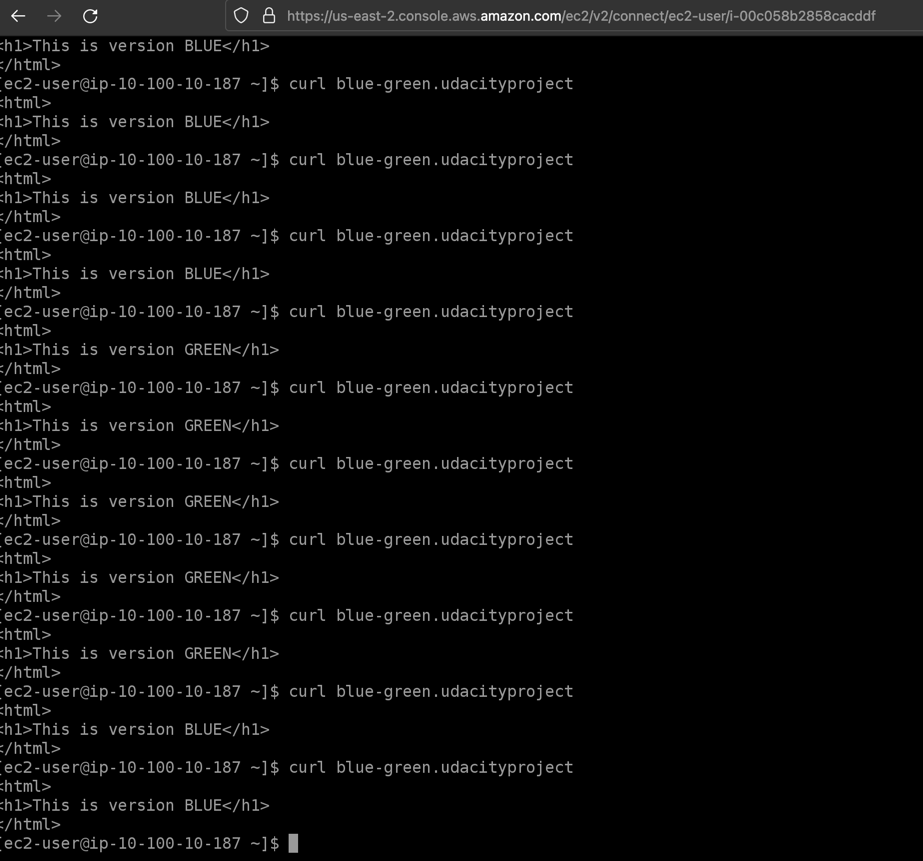 https://us-east-2.console.aws.amazon.com/ec2/v2/connect/ec2-user/i-00c058b2858cacddf
<h1>This is version BLUE</h1>
</html>
[ec2-user@ip-10-100-10-187 ~]$ curl blue-green.udacityproject
<html>
<h1>This is version BLUE</h1>
</html>
[ec2-user@ip-10-100-10-187 ~]$ curl blue-green.udacityproject
<html>
<h1>This is version BLUE</h1>
</html>
[ec2-user@ip-10-100-10-187 ~]$ curl blue-green.udacityproject
<html>
<h1>This is version BLUE</h1>
</html>
[ec2-user@ip-10-100-10-187 ~]$ curl blue-green.udacityproject
<html>
<h1>This is version GREEN</h1>
</html>
[ec2-user@ip-10-100-10-187 ~]$ curl blue-green.udacityproject
<html>
<h1>This is version GREEN</h1>
</html>
[ec2-user@ip-10-100-10-187 ~]$ curl blue-green.udacityproject
<html>
<h1>This is version GREEN</h1>
</html>
[ec2-user@ip-10-100-10-187 ~]$ curl blue-green.udacityproject
<html>
<h1>This is version GREEN</h1>
</html>
[ec2-user@ip-10-100-10-187 ~]$ curl blue-green.udacityproject
<html>
<h1>This is version GREEN</h1>
</html>
[ec2-user@ip-10-100-10-187 ~]$ curl blue-green.udacityproject
<html>
<h1>This is version BLUE</h1>
</html>
[ec2-user@ip-10-100-10-187 ~]$ curl blue-green.udacityproject
<html>
<h1>This is version BLUE</h1>
</html>
[ec2-user@ip-10-100-10-187 ~]$